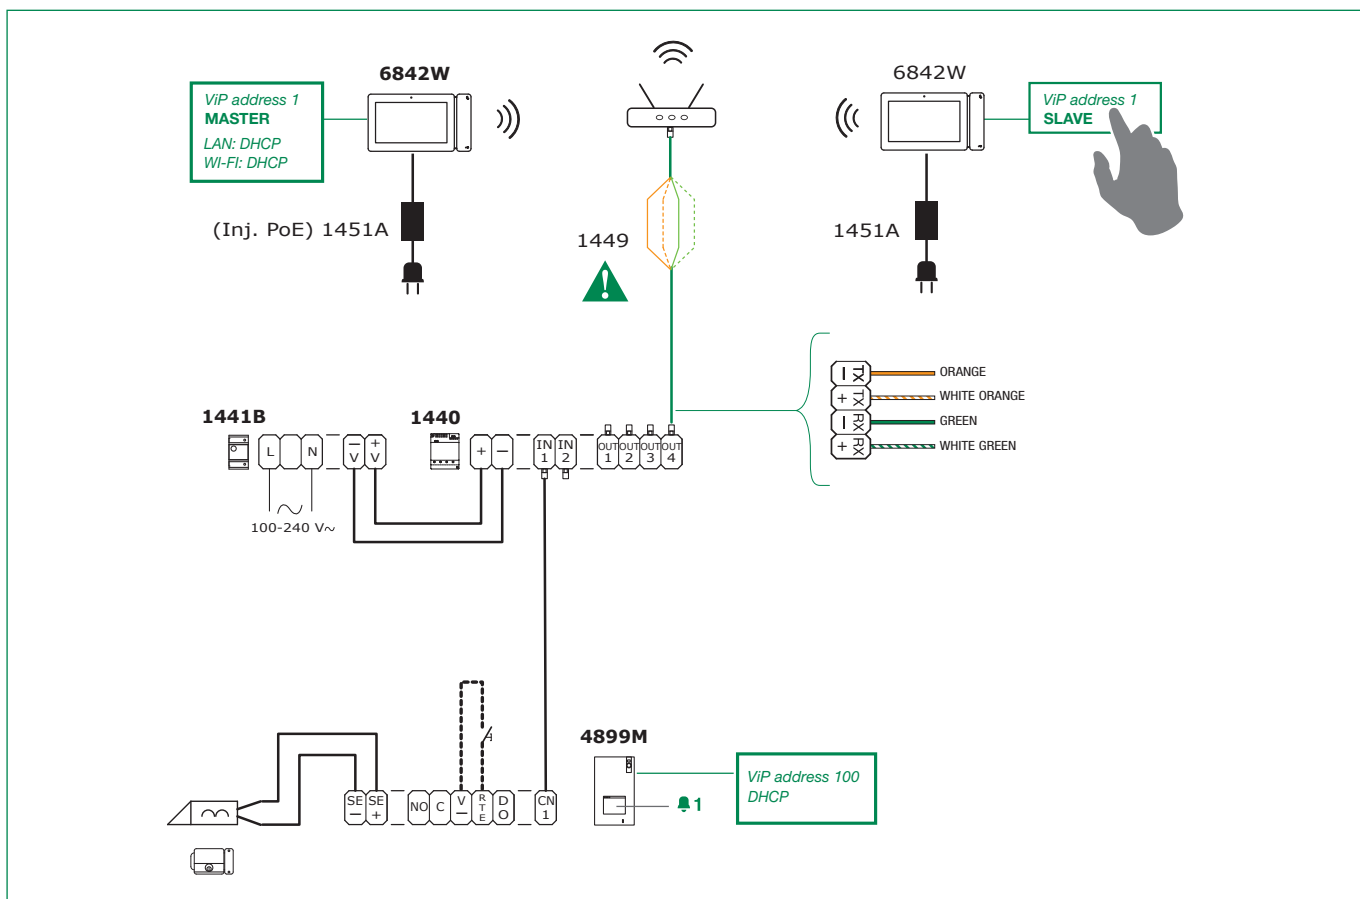 6842W
6842W
ViP address 1
MASTER
LAN: DHCP
WI-FI: DHCP
ViP address 1
SLAVE
(Inj. PoE) 1451A
1449
1451A
!
TX − ORANGE
TX + WHITE ORANGE
RX − GREEN
RX + WHITE GREEN
1441B
1440
L N − V + V
+ −
IN 1 IN 2
OUT 1 OUT 2 OUT 3 OUT 4
100-240 V~
4899M
ViP address 100
DHCP
1
SE − SE + NO C V − RTE DO CN 1